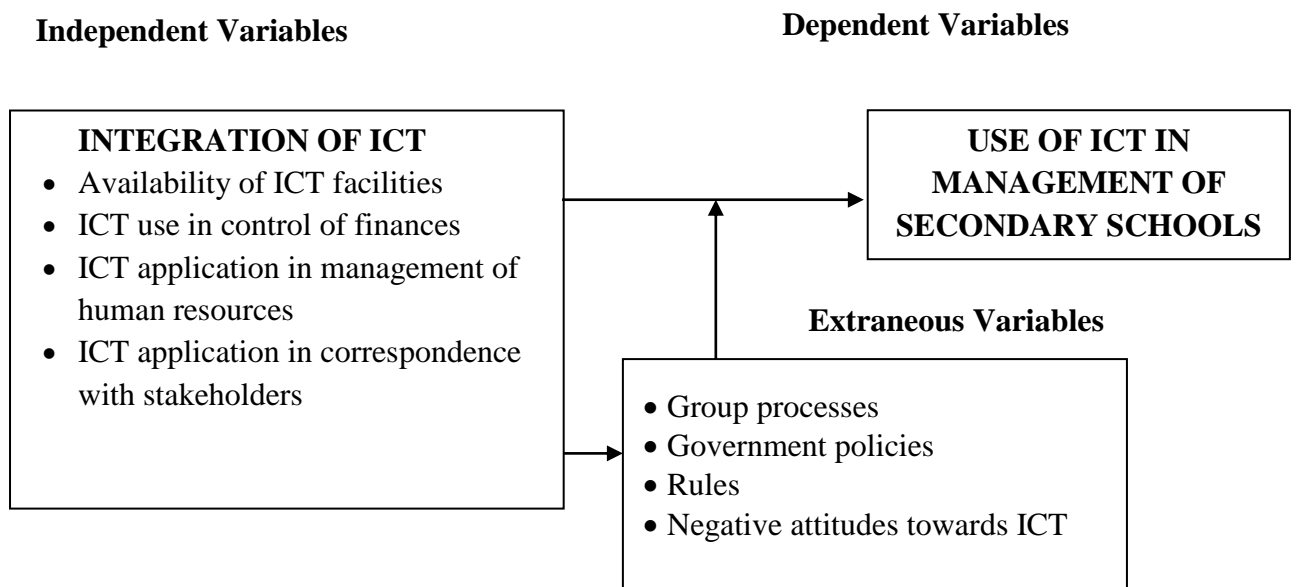 Independent Variables
Dependent Variables
INTEGRATION OF ICT
• Availability of ICT facilities
• ICT use in control of finances
• ICT application in management of
human resources
• ICT application in correspondence
with stakeholders
USE OF ICT IN
MANAGEMENT OF
SECONDARY SCHOOLS
Extraneous Variables
• Group processes
• Government policies
• Rules
• Negative attitudes towards ICT